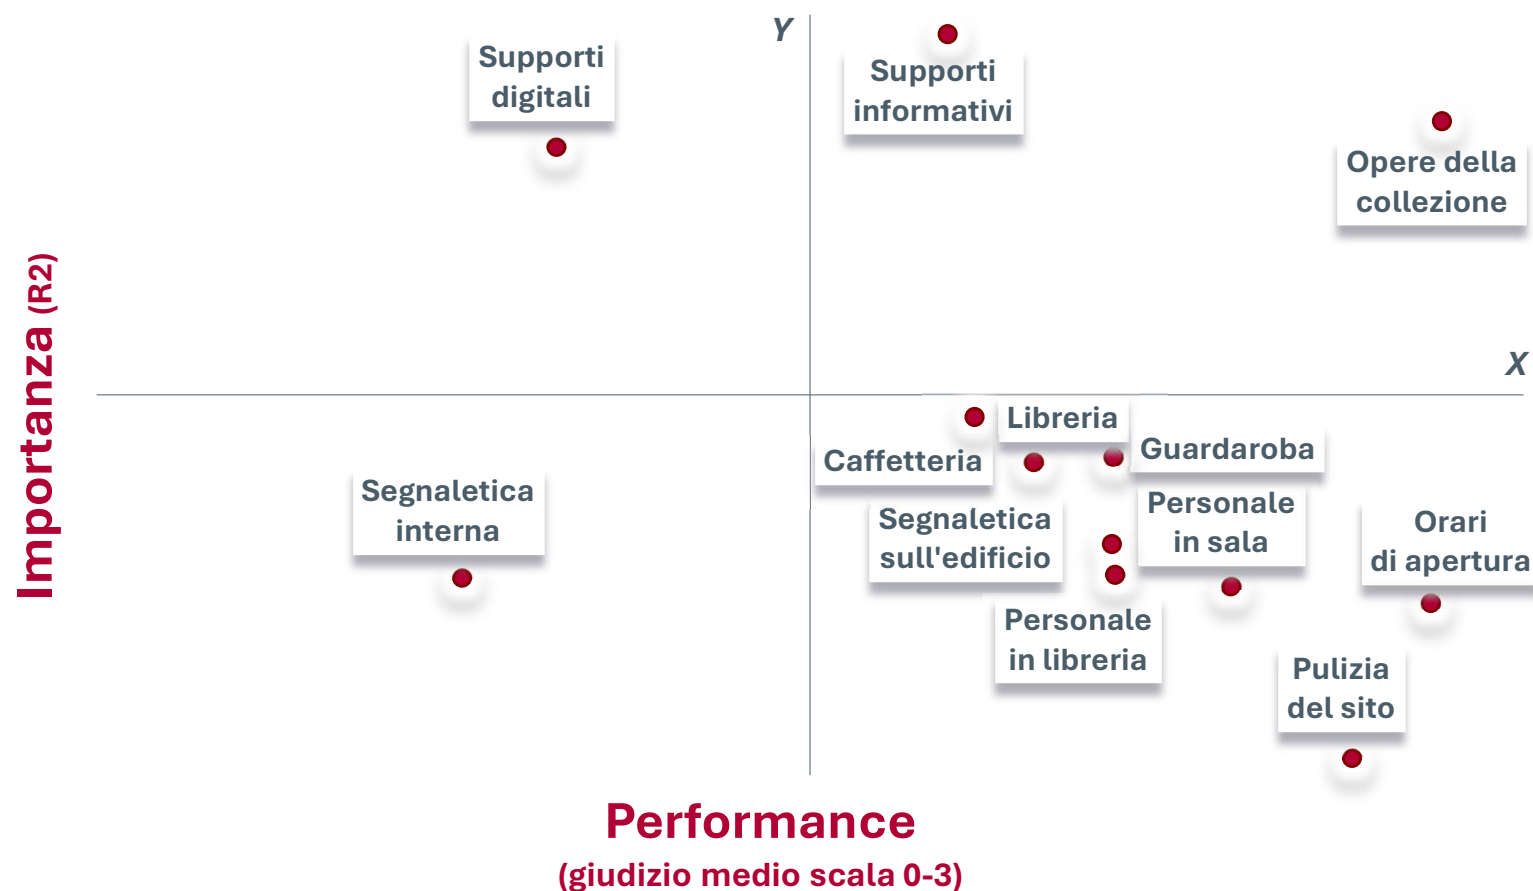 Y
Supporti
digitali
Supporti
informativi
Opere della
collezione
Importanza (R2)
X
Libreria
Caffetteria
Guardaroba
Segnaletica
interna
Segnaletica
sull'edificio
Personale
in sala
Orari
di apertura
Personale
in libreria
Pulizia
del sito
Performance
(giudizio medio scala 0-3)